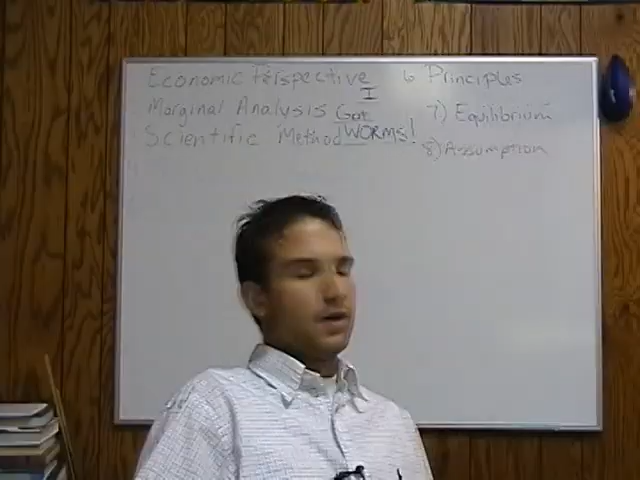 Economic Perspective
I
Marginal Analysis Got
Scientific Method WORMS!
6 Principles
7) Equilibrium
8) Assumption